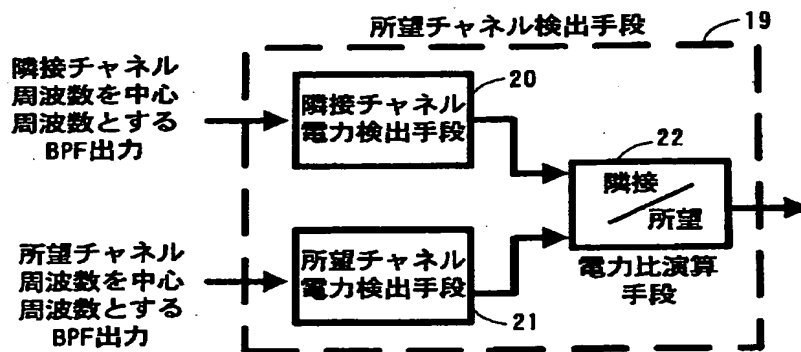 所望チャネル検出手段
19
隣接チャネル
周波数を中心
周波数とする
BPF出力
20
隣接チャネル
電力検出手段
22
隣接
所望
電力比演算
手段
所望チャネル
周波数を中心
周波数とする
BPF出力
所望チャネル
電力検出手段
21